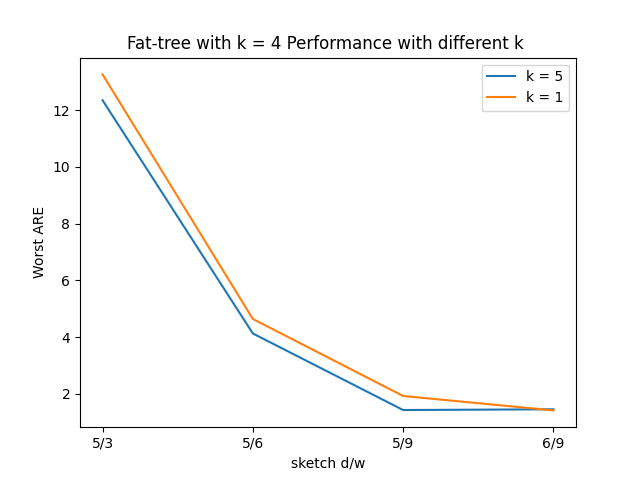 Fat-tree with k = 4 Performance with different k
k = 5
k = 1
12
10
8
6
4
2
Worst ARE
5/3
5/6
5/9
6/9
sketch d/w